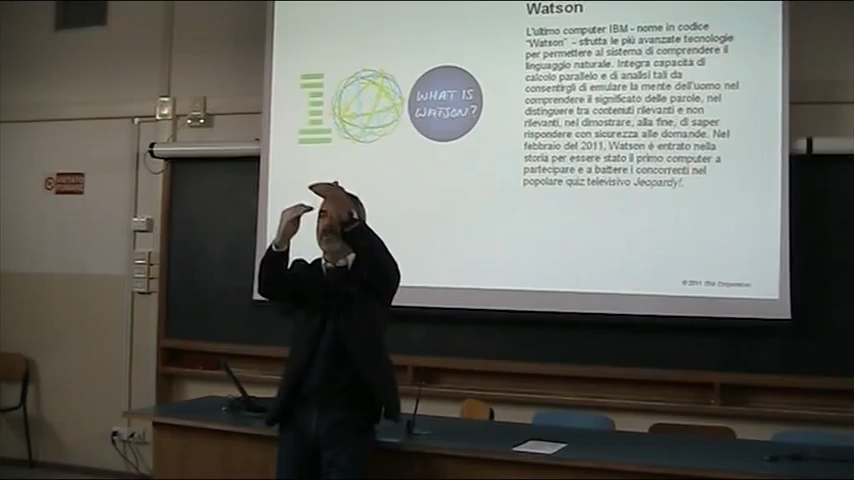 Watson
L'ultimo computer IBM – nome in codice
"Watson" – sfrutta le più avanzate tecnologie
per permettere al sistema di comprendere il
linguaggio naturale. Integra capacità di
calcolo parallelo e di analisi tali da
consentirgli di emulare la mente dell'uomo nel
comprendere il significato delle parole, nel
distinguere tra contenuti rilevanti e non
rilevanti, nel dimostrare, alla fine, di saper
rispondere con sicurezza alle domande. Nel
febbraio del 2011, Watson è entrato nella
storia per essere stato il primo computer a
partecipare e a battere i concorrenti nel
popolare quiz televisivo Jeopardy!.
WHAT IS
WATSON?
VIETATO
FUMARE
© 2011 IBM Corporation